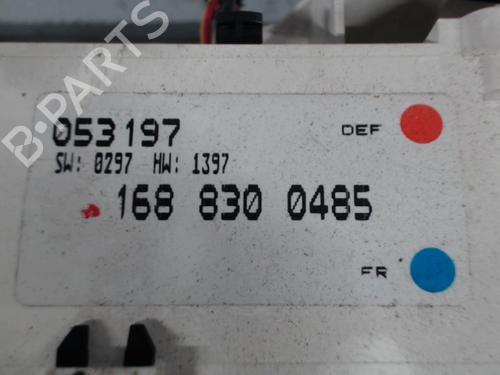 B-PARTS
053197
DEF
SW: 0297 HW: 1397
168 830 0485
FR